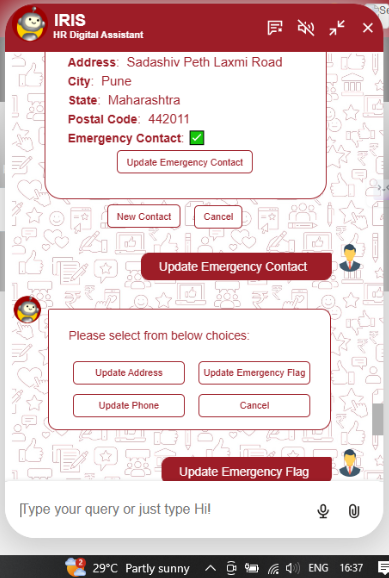 IRIS
HR Digital Assistant
Address: Sadashiv Peth Laxmi Road
City: Pune
State: Maharashtra
Postal Code: 442011
Emergency Contact: ✅
Update Emergency Contact
New Contact Cancel
Update Emergency Contact
Please select from below choices:
Update Address Update Emergency Flag
Update Phone Cancel
Update Emergency Flag
Type your query or just type Hi!
2 29°C Partly sunny ENG 16:37